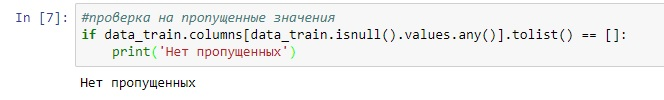 In [7]: #проверка на пропущенные значения
if data_train.columns[data_train.isnull().values.any()].tolist() == []:
    print('Нет пропущенных')
Нет пропущенных